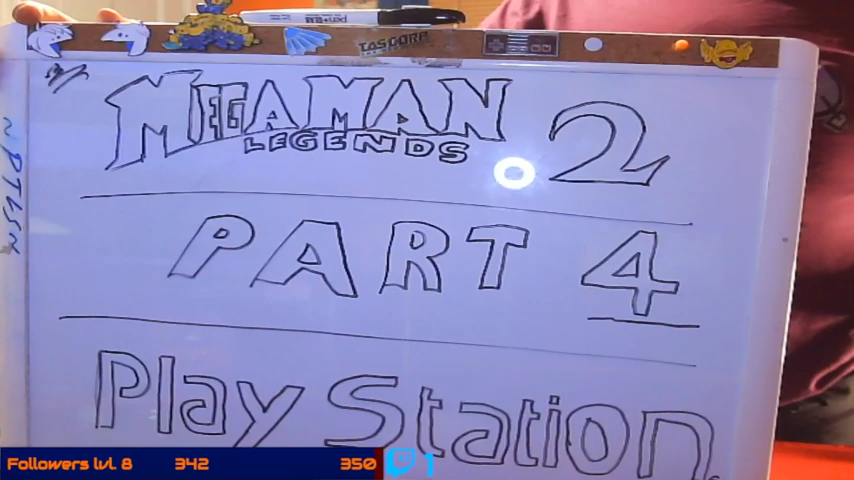 TASCORP
MEGAMAN
LEGENDS
2
PART 4
PlayStation
Followers lvl 8 342 350 1